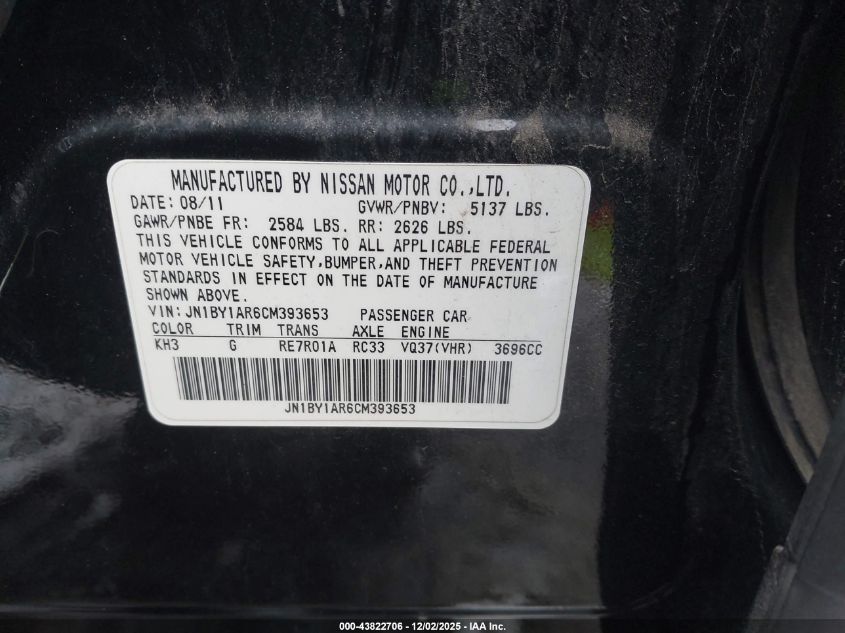 MANUFACTURED BY NISSAN MOTOR CO.,LTD.
DATE: 08/11 GVWR/PNBV: 5137 LBS.
GAWR/PNBE FR: 2584 LBS. RR: 2626 LBS.
THIS VEHICLE CONFORMS TO ALL APPLICABLE FEDERAL
MOTOR VEHICLE SAFETY,BUMPER,AND THEFT PREVENTION
STANDARDS IN EFFECT ON THE DATE OF MANUFACTURE
SHOWN ABOVE.
VIN: JN1BY1AR6CM393653 PASSENGER CAR
COLOR TRIM TRANS AXLE ENGINE
KH3 G RE7R01A RC33 VQ37(VHR) 3696CC
JN1BY1AR6CM393653
000-43822706 - 12/02/2025 - IAA Inc.